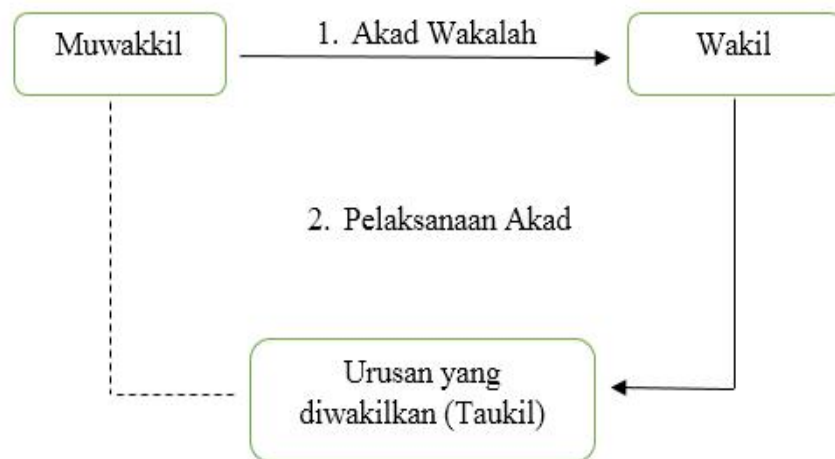 Muwakkil
1. Akad Wakalah
Wakil
2. Pelaksanaan Akad
Urusan yang
diwakilkan (Taukil)